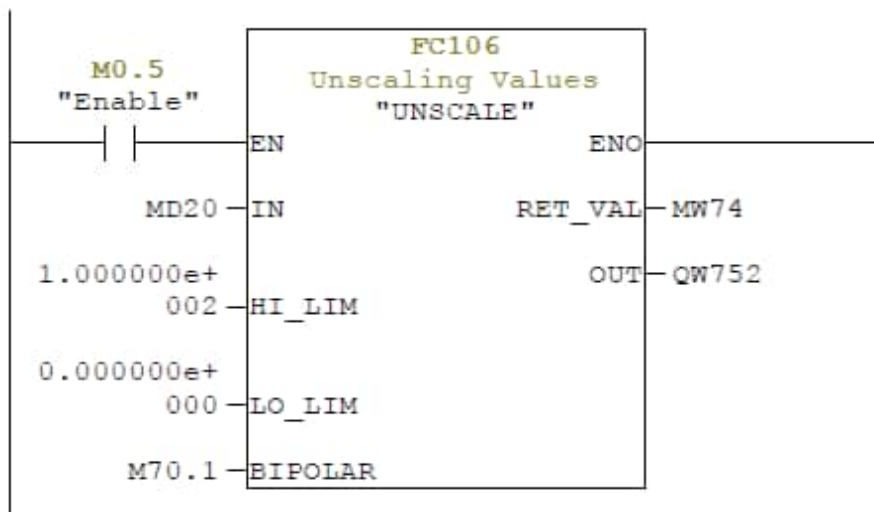 FC106
Unscaling Values
"UNSCALE"
M0.5
"Enable"
EN
ENO
MD20
IN
RET_VAL
MW74
1.000000e+
002
HI_LIM
OUT
QW752
0.000000e+
000
LO_LIM
M70.1
BIPOLAR